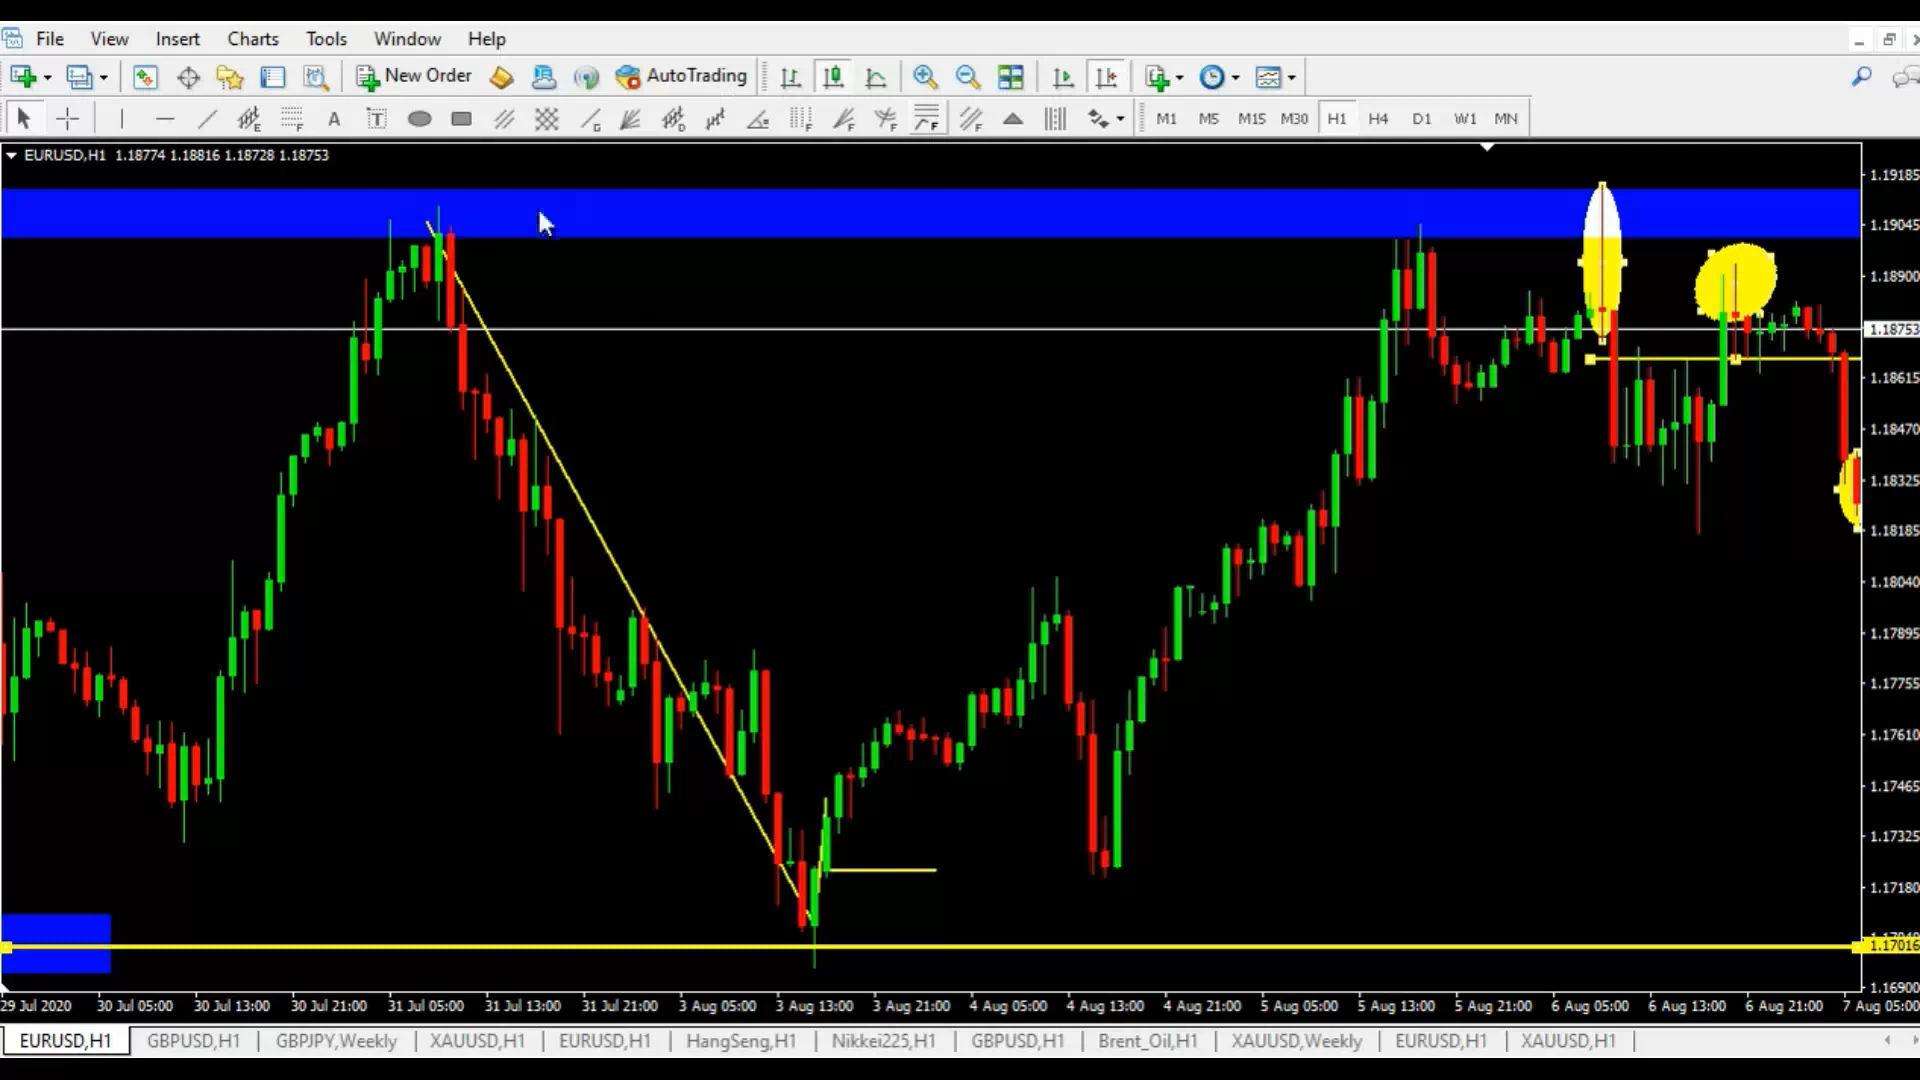 File View Insert Charts Tools Window Help
New Order AutoTrading
A T M1 M5 M15 M30 H1 H4 D1 W1 MN
EURUSD,H1 1.18774 1.18816 1.18728 1.18753
1.19185
1.19045
1.18900
1.18753
1.18615
1.18470
1.18325
1.18185
1.18040
1.17895
1.17755
1.17610
1.17465
1.17325
1.17180
1.17016
1.16900
29 Jul 2020 30 Jul 05:00 30 Jul 13:00 30 Jul 21:00 31 Jul 05:00 31 Jul 13:00 31 Jul 21:00 3 Aug 05:00 3 Aug 13:00 3 Aug 21:00 4 Aug 05:00 4 Aug 13:00 4 Aug 21:00 5 Aug 05:00 5 Aug 13:00 5 Aug 21:00 6 Aug 05:00 6 Aug 13:00 6 Aug 21:00 7 Aug 05:00
EURUSD,H1 GBPUSD,H1 GBPJPY,Weekly XAUUSD,H1 EURUSD,H1 HangSeng,H1 Nikkei225,H1 GBPUSD,H1 Brent_Oil,H1 XAUUSD,Weekly EURUSD,H1 XAUUSD,H1